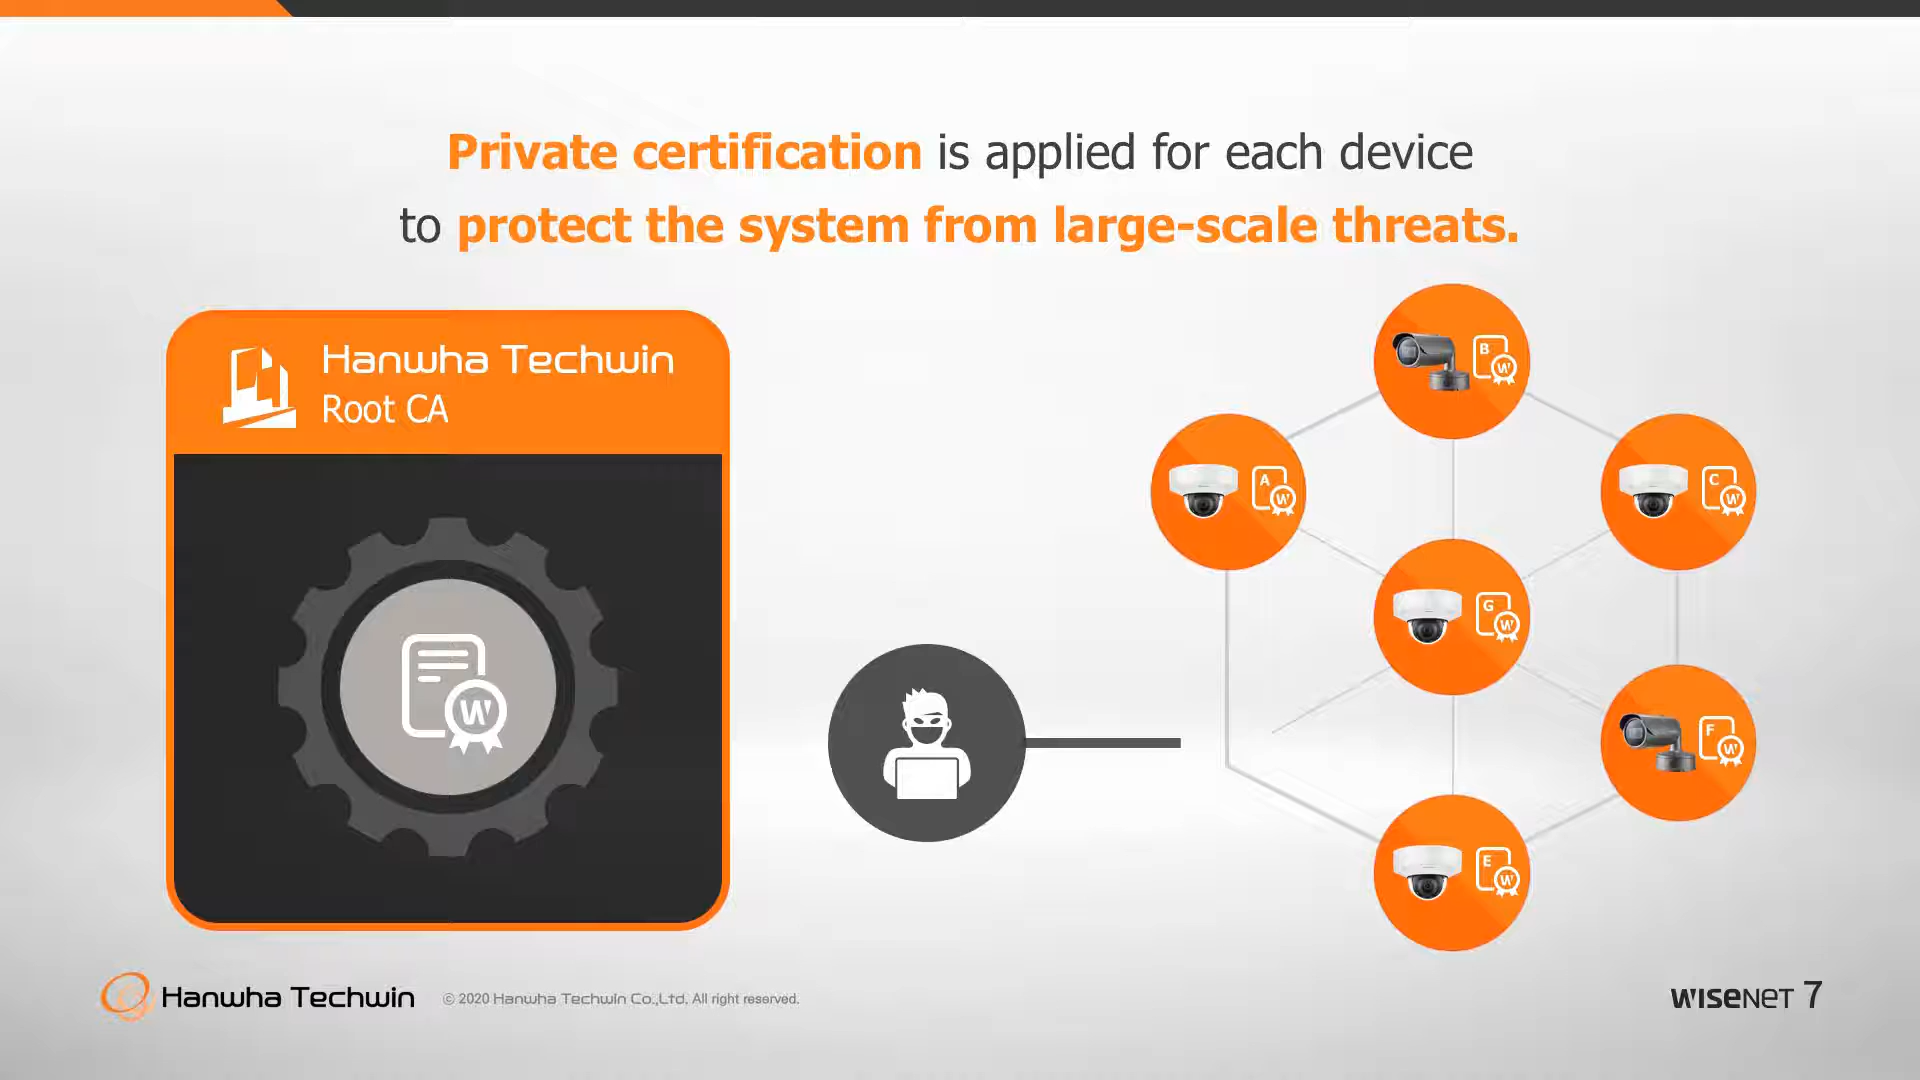 Private certification is applied for each device
to protect the system from large-scale threats.
Hanwha Techwin
Root CA
W
B
W
A
W
C
W
G
W
F
W
E
W
Hanwha Techwin
© 2020 Hanwha Techwin Co.,Ltd. All right reserved.
WISENET 7